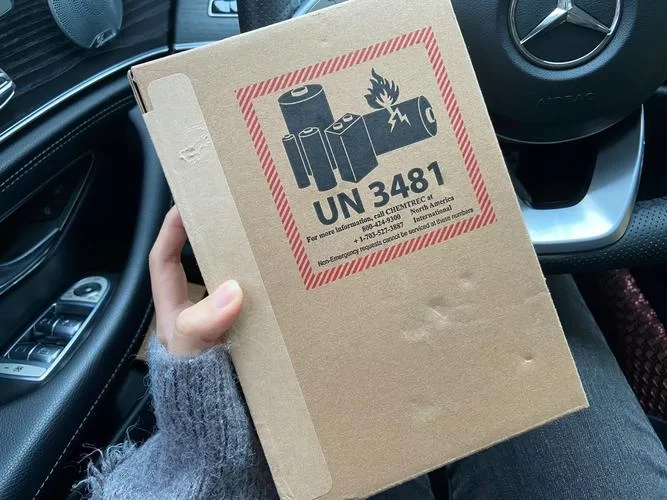 UN 3481
For more information, call CHEMTREC at
800-424-9300 North America
+ 1-703-527-3887 International
Non-Emergency requests cannot be serviced at these numbers
AIRBAG